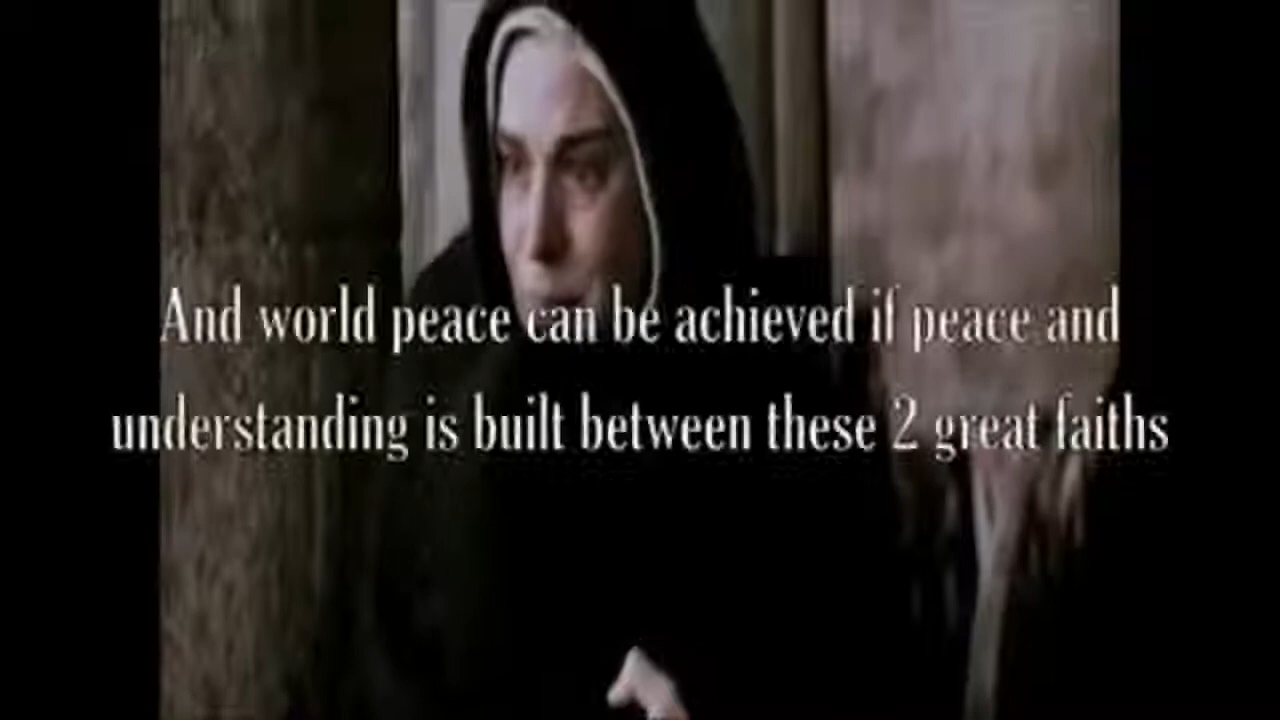 And world peace can be achieved if peace and
understanding is built between these 2 great faiths